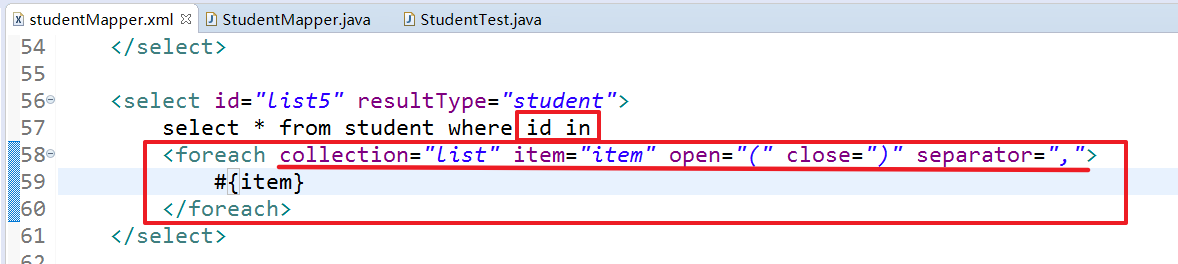 studentMapper.xml StudentMapper.java StudentTest.java
54 </select>
55
56 <select id="list5" resultType="student">
57 select * from student where id in
58 <foreach collection="list" item="item" open="(" close=")" separator=",">
59 #{item}
60 </foreach>
61 </select>
62